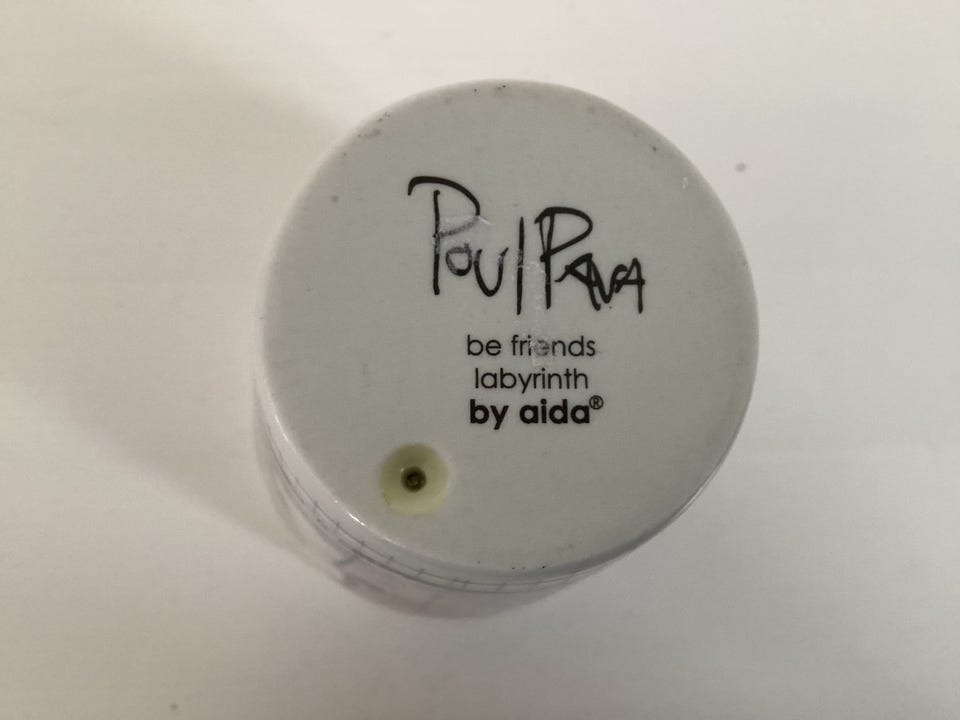 Poul Pava
be friends
labyrinth
by aida®